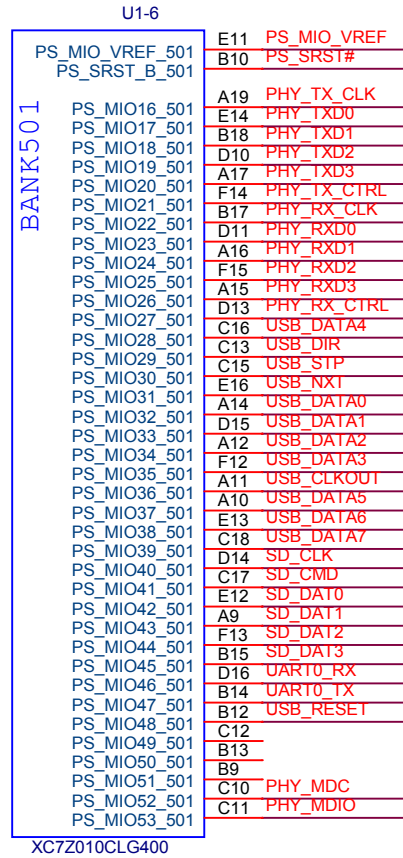 U1-6
BANK501
PS_MIO_VREF_501 E11 PS_MIO_VREF
PS_SRST_B_501 B10 PS_SRST#
PS_MIO16_501 A19 PHY_TX_CLK
PS_MIO17_501 E14 PHY_TXD0
PS_MIO18_501 B18 PHY_TXD1
PS_MIO19_501 D10 PHY_TXD2
PS_MIO20_501 A17 PHY_TXD3
PS_MIO21_501 F14 PHY_TX_CTRL
PS_MIO22_501 B17 PHY_RX_CLK
PS_MIO23_501 D11 PHY_RXD0
PS_MIO24_501 A16 PHY_RXD1
PS_MIO25_501 F15 PHY_RXD2
PS_MIO26_501 A15 PHY_RXD3
PS_MIO27_501 D13 PHY_RX_CTRL
PS_MIO28_501 C16 USB_DATA4
PS_MIO29_501 C13 USB_DIR
PS_MIO30_501 C15 USB_STP
PS_MIO31_501 E16 USB_NXT
PS_MIO32_501 A14 USB_DATA0
PS_MIO33_501 D15 USB_DATA1
PS_MIO34_501 A12 USB_DATA2
PS_MIO35_501 F12 USB_DATA3
PS_MIO36_501 A11 USB_CLKOUT
PS_MIO37_501 A10 USB_DATA5
PS_MIO38_501 E13 USB_DATA6
PS_MIO39_501 C18 USB_DATA7
PS_MIO40_501 D14 SD_CLK
PS_MIO41_501 C17 SD_CMD
PS_MIO42_501 E12 SD_DAT0
PS_MIO43_501 A9 SD_DAT1
PS_MIO44_501 F13 SD_DAT2
PS_MIO45_501 B15 SD_DAT3
PS_MIO46_501 D16 UART0_RX
PS_MIO47_501 B14 UART0_TX
PS_MIO48_501 B12 USB_RESET
PS_MIO49_501 C12
PS_MIO50_501 B13
PS_MIO51_501 B9
PS_MIO52_501 C10 PHY_MDC
PS_MIO53_501 C11 PHY_MDIO
XC7Z010CLG400